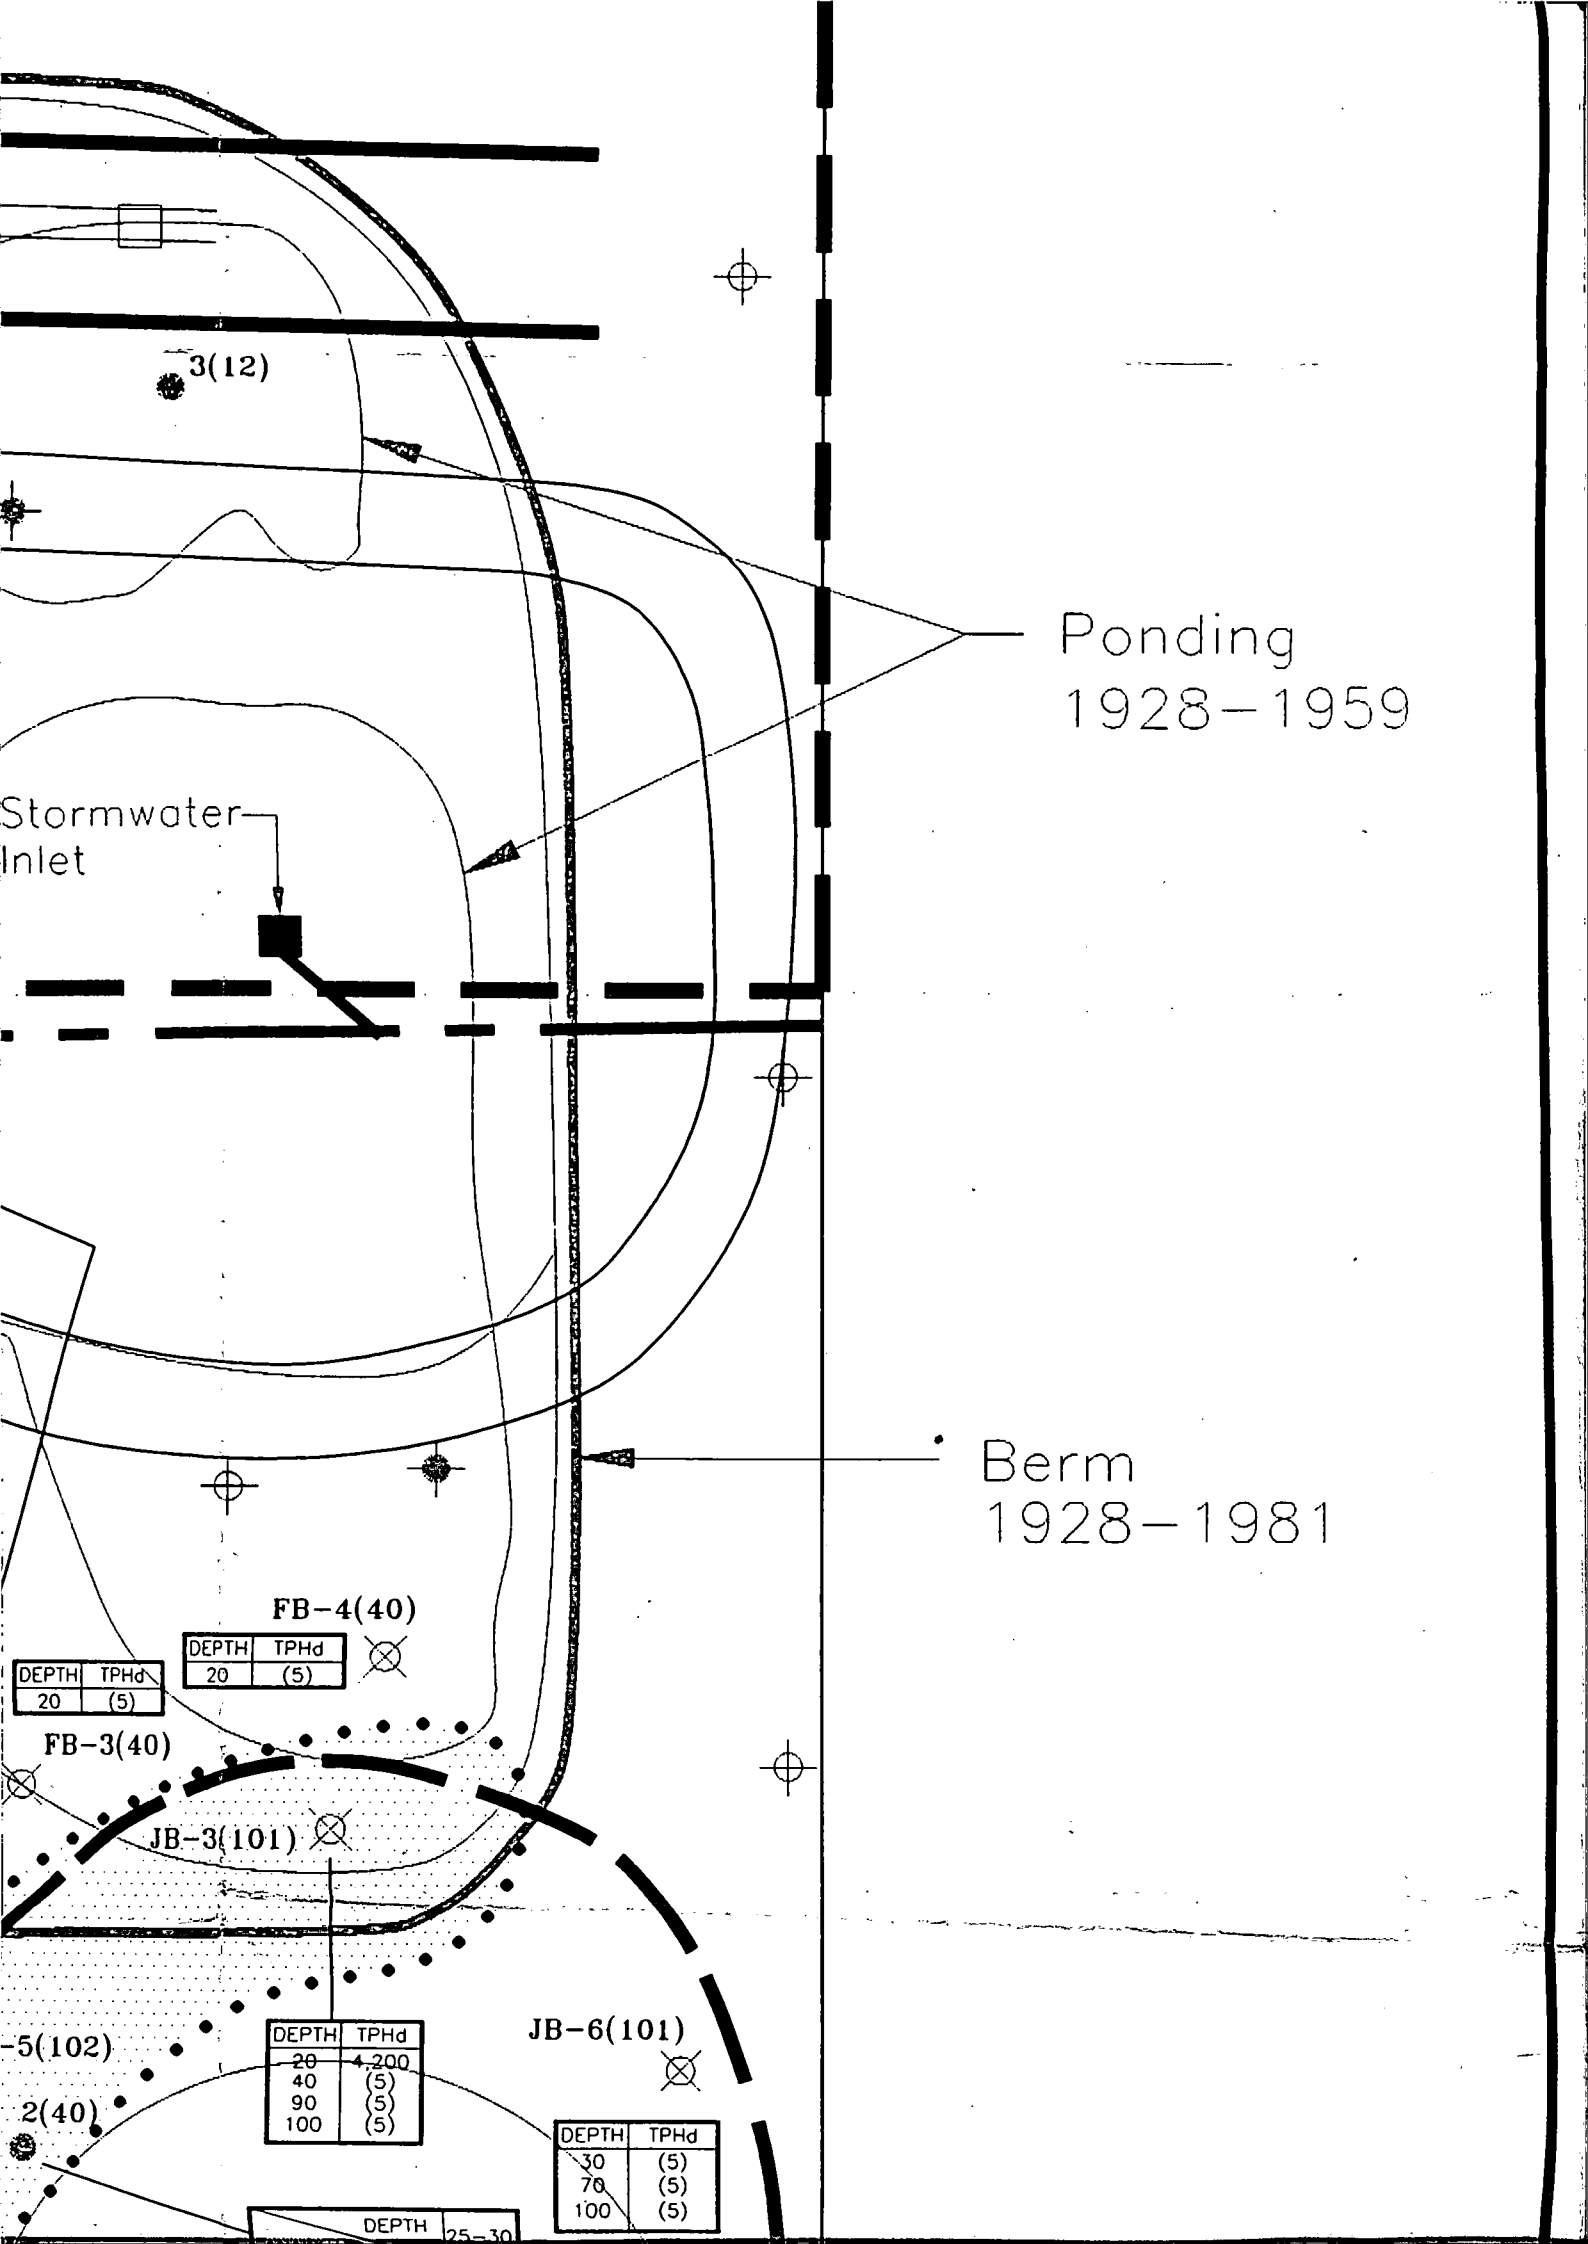 3(12)
Ponding
1928-1959
Stormwater
Inlet
Berm
1928-1981
FB-4(40)
DEPTH TPHd
20 (5)
DEPTH TPHd
20 (5)
FB-3(40)
JB-3(101)
DEPTH TPHd
20 4,200
40 (5)
90 (5)
100 (5)
JB-6(101)
-5(102)
2(40)
DEPTH TPHd
30 (5)
70 (5)
100 (5)
DEPTH 25-30